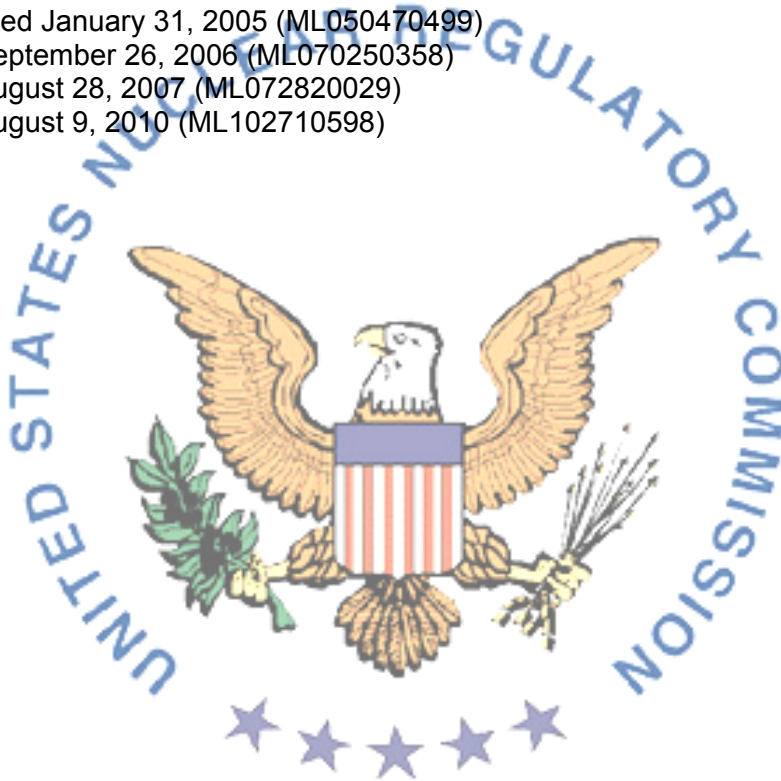 ed January 31, 2005 (ML050470499)
eptember 26, 2006 (ML070250358)
ugust 28, 2007 (ML072820029)
ugust 9, 2010 (ML102710598)
UNITED STATES NUCLEAR REGULATORY COMMISSION